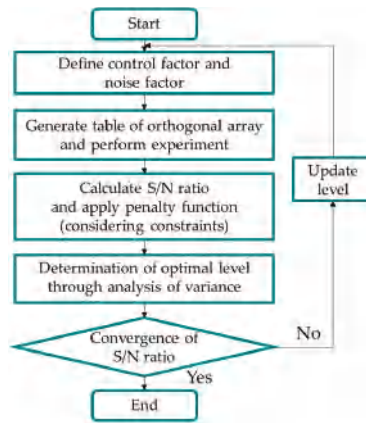 Start
Define control factor and
noise factor
Generate table of orthogonal array
and perform experiment
Calculate S/N ratio
and apply penalty function
(considering constraints)
Update
level
Determination of optimal level
through analysis of variance
Convergence of
S/N ratio
No
Yes
End